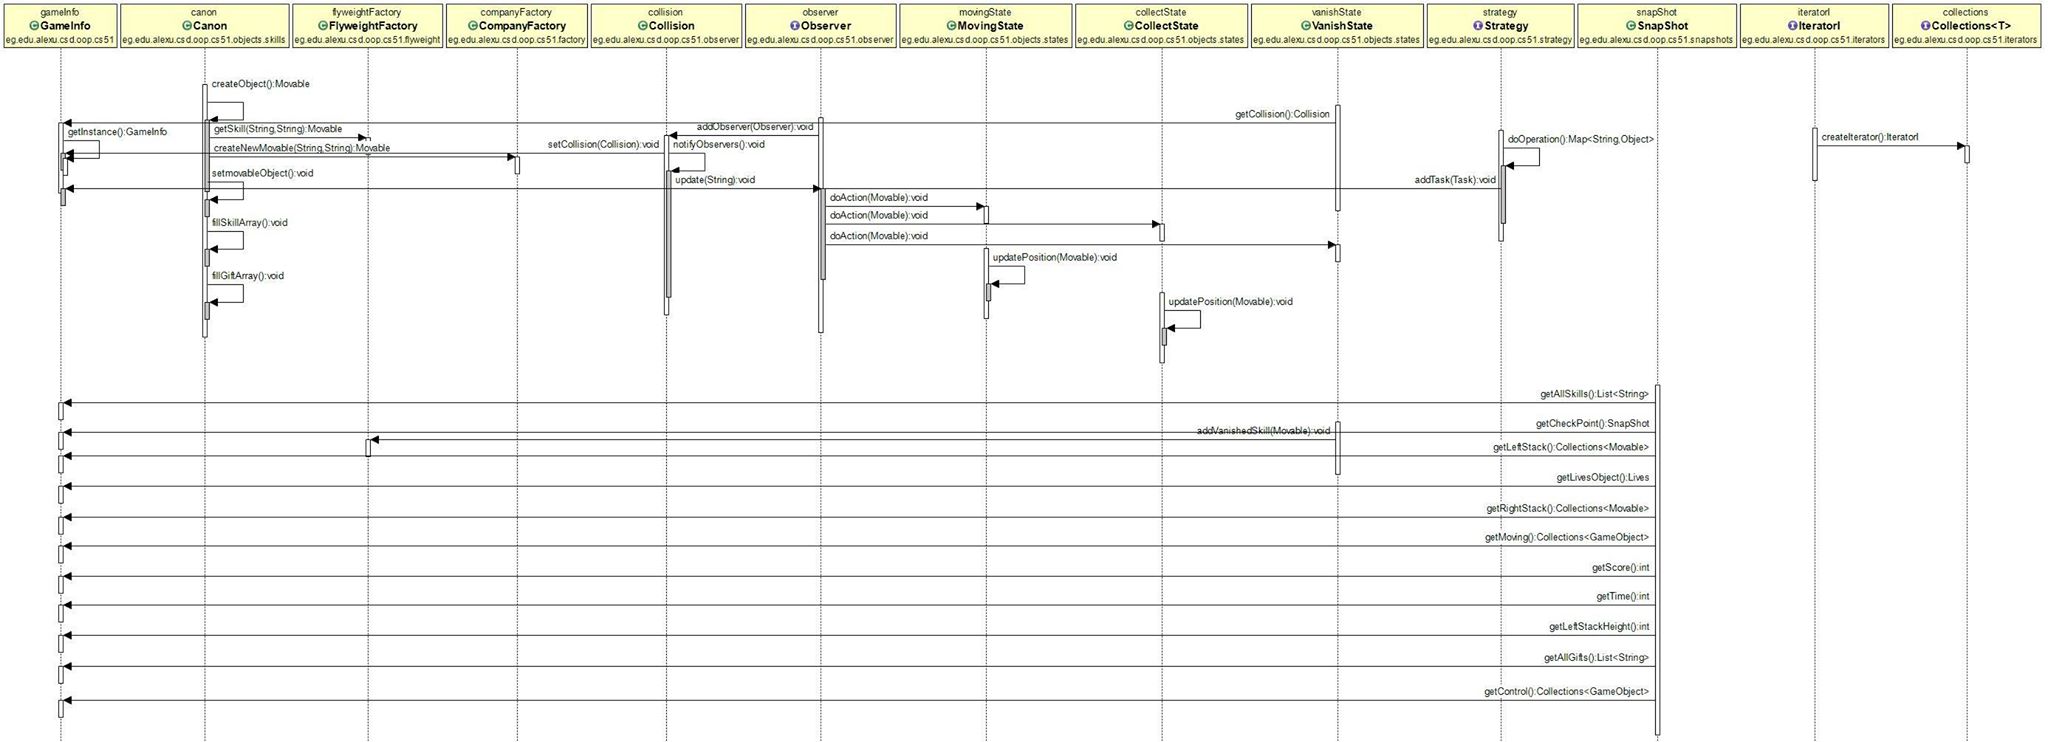 gameInfo
GameInfo
eg.edu.alexu.csd.oop.cs51
canon
Canon
eg.edu.alexu.csd.oop.cs51.objects.skills
flyweightFactory
FlyweightFactory
eg.edu.alexu.csd.oop.cs51.flyweight
companyFactory
CompanyFactory
eg.edu.alexu.csd.oop.cs51.factory
collision
Collision
eg.edu.alexu.csd.oop.cs51.observer
observer
Observer
eg.edu.alexu.csd.oop.cs51.observer
movingState
MovingState
eg.edu.alexu.csd.oop.cs51.objects.states
collectState
CollectState
eg.edu.alexu.csd.oop.cs51.objects.states
vanishState
VanishState
eg.edu.alexu.csd.oop.cs51.objects.states
strategy
Strategy
eg.edu.alexu.csd.oop.cs51.strategy
snapShot
SnapShot
eg.edu.alexu.csd.oop.cs51.snapshots
iteratorI
IteratorI
eg.edu.alexu.csd.oop.cs51.iterators
collections
Collections<T>
eg.edu.alexu.csd.oop.cs51.iterators
createObject():Movable
getCollision():Collision
getInstance():GameInfo
getSkill(String,String):Movable
addObserver(Observer):void
createIterator():IteratorI
doOperation():Map<String,Object>
createNewMovable(String,String):Movable
setCollision(Collision):void
notifyObservers():void
setmovableObject():void
update(String):void
addTask(Task):void
doAction(Movable):void
doAction(Movable):void
fillSkillArray():void
doAction(Movable):void
updatePosition(Movable):void
fillGiftArray():void
updatePosition(Movable):void
getAllSkills():List<String>
getCheckPoint():SnapShot
addVanishedSkill(Movable):void
getLeftStack():Collections<Movable>
getLivesObject():Lives
getRightStack():Collections<Movable>
getMoving():Collections<GameObject>
getScore():int
getTime():int
getLeftStackHeight():int
getAllGifts():List<String>
getControl():Collections<GameObject>